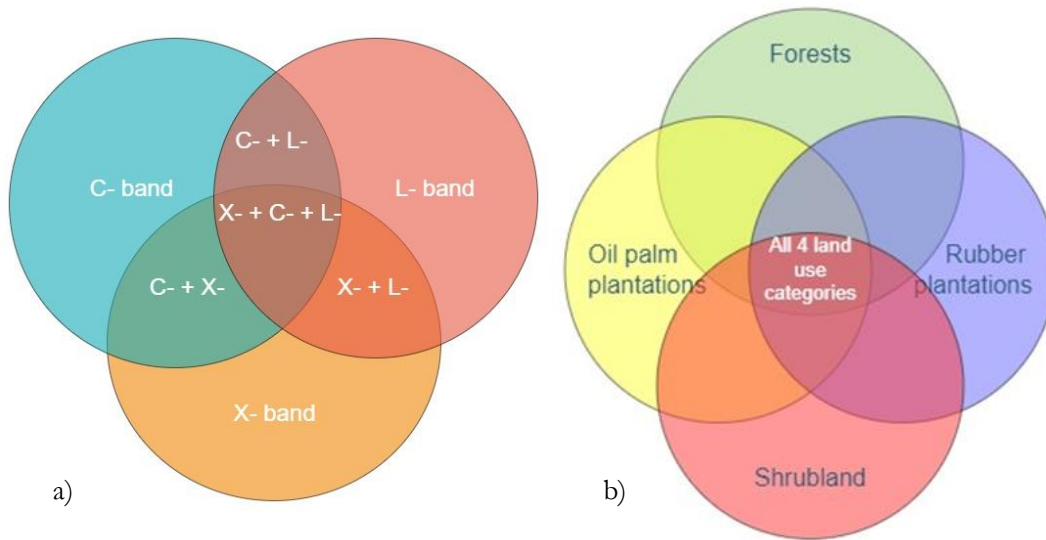 C- + L-
C- band
L- band
X- + C- + L-
C- + X-
X- + L-
X- band
a)
Forests
Oil palm
plantations
All 4 land
use
categories
Rubber
plantations
Shrubland
b)